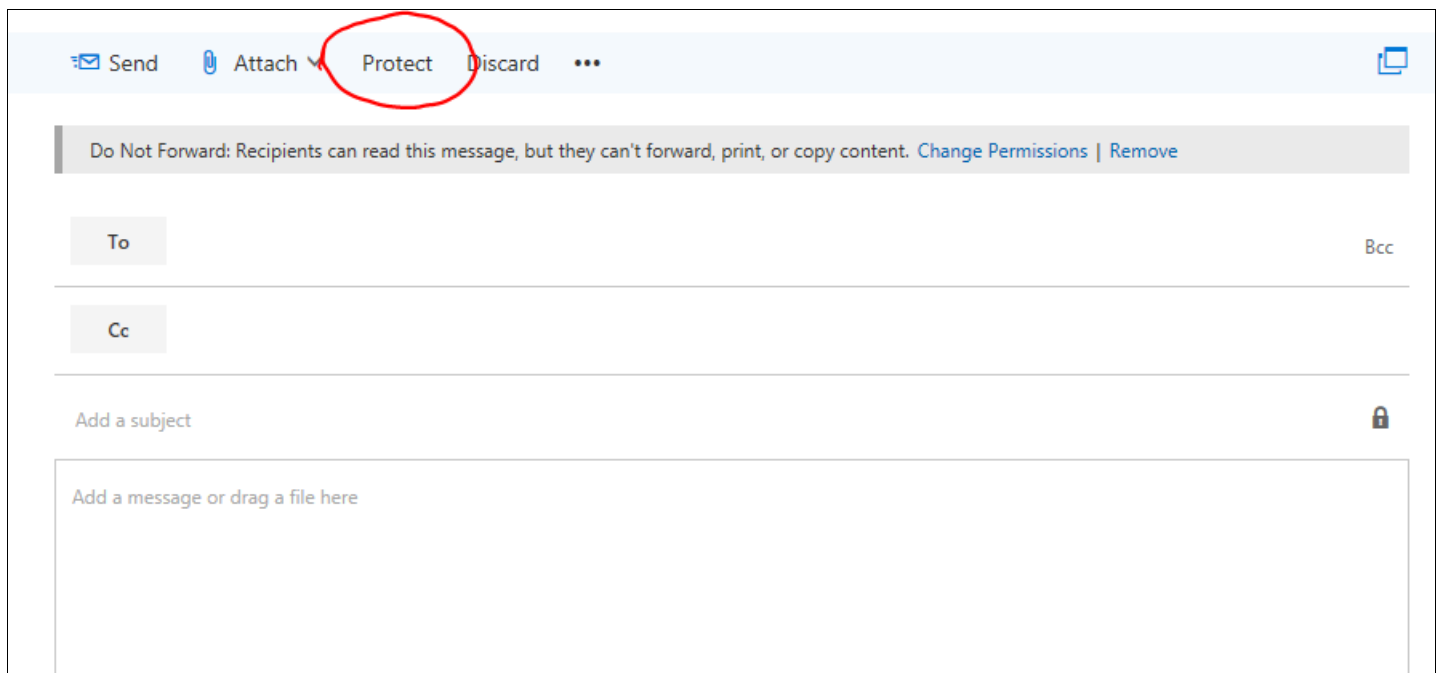 Send Attach Protect Discard •••
Do Not Forward: Recipients can read this message, but they can't forward, print, or copy content. Change Permissions | Remove
To Bcc
Cc
Add a subject
Add a message or drag a file here